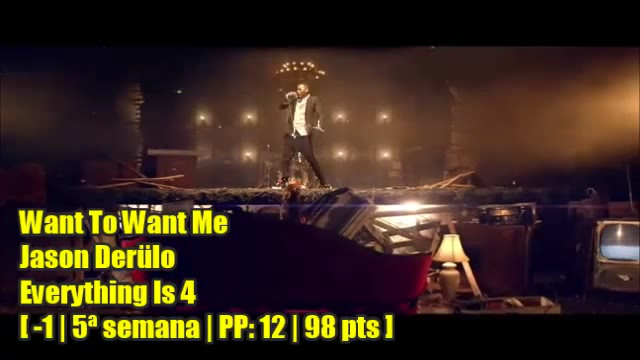 Want To Want Me
Jason Derülo
Everything Is 4
[ -1 | 5ª semana | PP: 12 | 98 pts ]